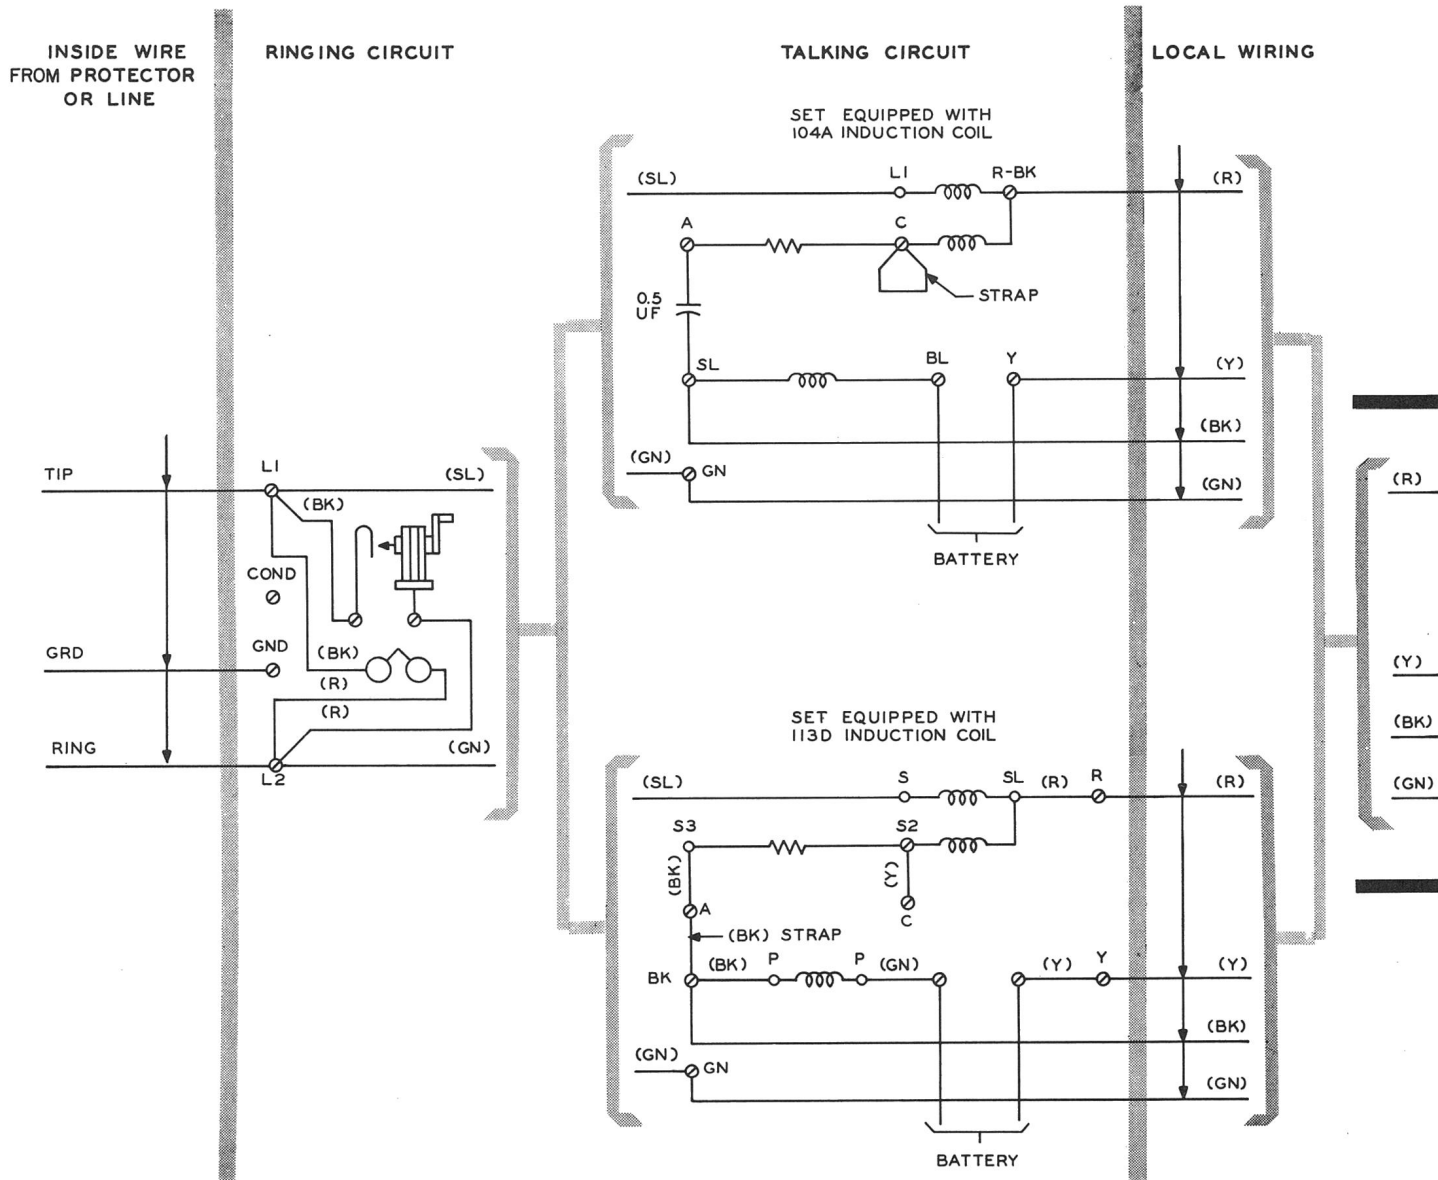 INSIDE WIRE
FROM PROTECTOR
OR LINE
RINGING CIRCUIT
TALKING CIRCUIT
LOCAL WIRING
SET EQUIPPED WITH
104A INDUCTION COIL
(SL)
L1
R-BK
(R)
A
C
STRAP
0.5
UF
SL
BL
Y
(Y)
(BK)
(GN)
GN
(GN)
BATTERY
TIP
L1
(SL)
(BK)
COND
GRD
GND
(BK)
(R)
(R)
RING
(GN)
L2
(R)
(Y)
(BK)
(GN)
SET EQUIPPED WITH
113D INDUCTION COIL
(SL)
S
SL
(R)
R
(R)
S3
S2
(BK)
(Y)
A
C
(BK) STRAP
BK
(BK)
P
P
(GN)
(Y)
Y
(Y)
(BK)
(GN)
GN
(GN)
BATTERY